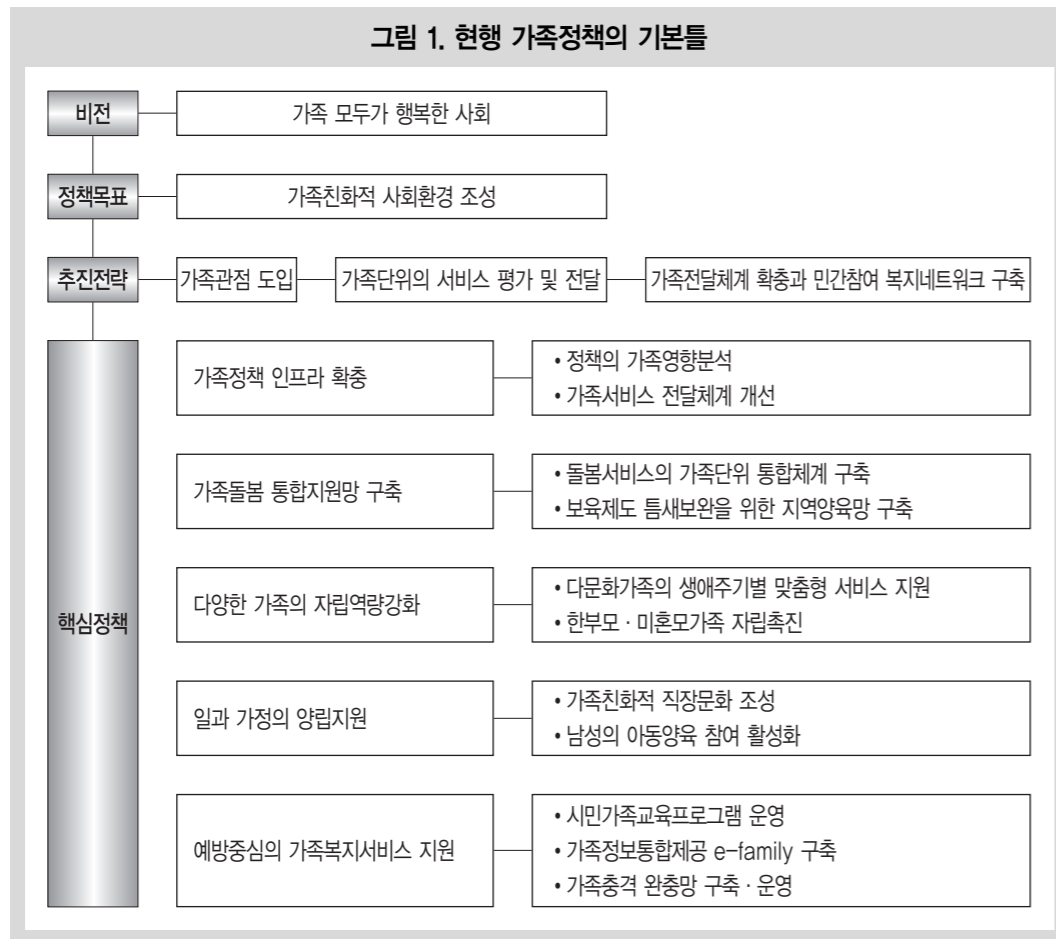 그림 1. 현행 가족정책의 기본틀
비전
가족 모두가 행복한 사회
정책목표
가족친화적 사회환경 조성
추진전략
가족관점 도입
가족단위의 서비스 평가 및 전달
가족전달체계 확충과 민간참여 복지네트워크 구축
핵심정책
가족정책 인프라 확충
• 정책의 가족영향분석
• 가족서비스 전달체계 개선
가족돌봄 통합지원망 구축
• 돌봄서비스의 가족단위 통합체계 구축
• 보육제도 틈새보완을 위한 지역양육망 구축
다양한 가족의 자립역량강화
• 다문화가족의 생애주기별 맞춤형 서비스 지원
• 한부모 · 미혼모가족 자립촉진
일과 가정의 양립지원
• 가족친화적 직장문화 조성
• 남성의 아동양육 참여 활성화
예방중심의 가족복지서비스 지원
• 시민가족교육프로그램 운영
• 가족정보통합제공 e-family 구축
• 가족충격 완충망 구축 · 운영